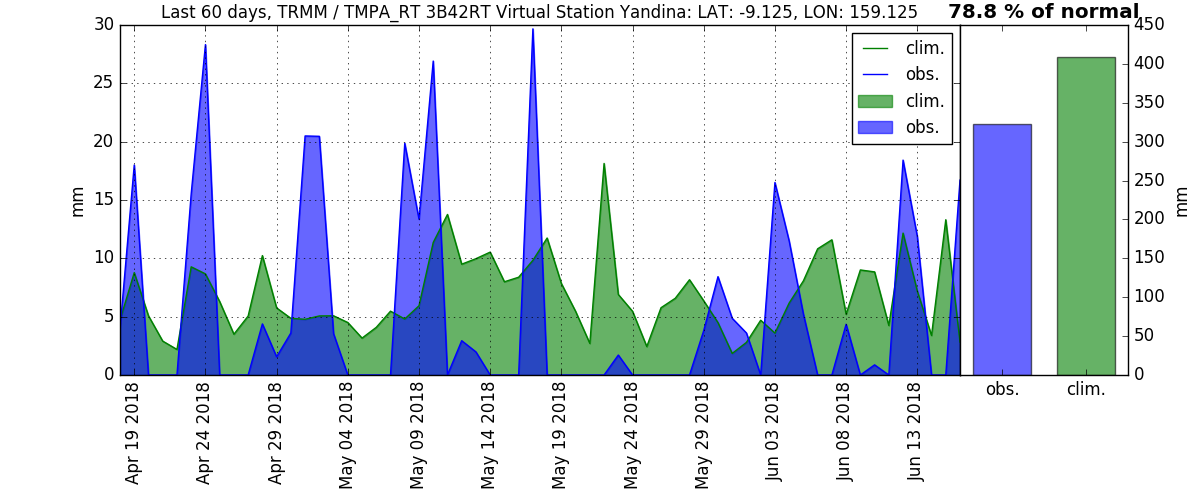 Last 60 days, TRMM / TMPA_RT 3B42RT Virtual Station Yandina: LAT: -9.125, LON: 159.125
78.8 % of normal
30
25
20
15
10
5
0
mm
clim.
obs.
clim.
obs.
450
400
350
300
250
200
150
100
50
0
mm
Apr 19 2018
Apr 24 2018
Apr 29 2018
May 04 2018
May 09 2018
May 14 2018
May 19 2018
May 24 2018
May 29 2018
Jun 03 2018
Jun 08 2018
Jun 13 2018
obs.
clim.